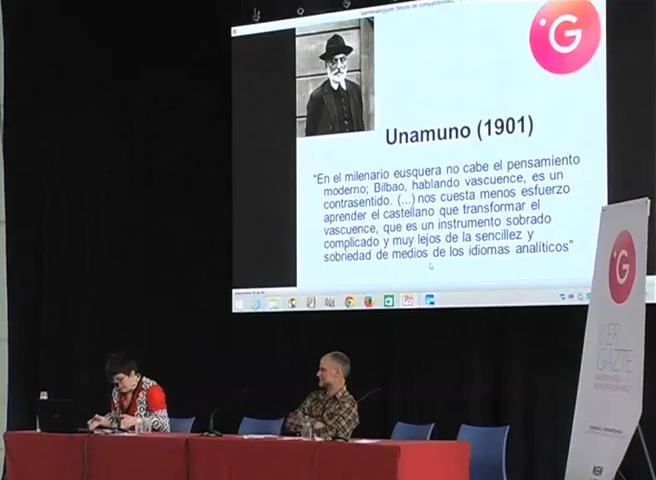 G
Unamuno (1901)
"En el milenario eusquera no cabe el pensamiento
moderno; Bilbao, hablando vascuence, es un
contrasentido. (...) nos cuesta menos esfuerzo
aprender el castellano que transformar el
vascuence, que es un instrumento sobrado
complicado y muy lejos de la sencillez y
sobriedad de medios de los idiomas analíticos"
G
IKER
GAZTE